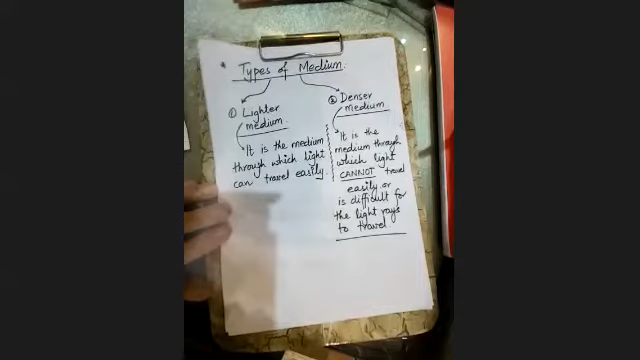 * Types of Medium.
① Lighter
medium.
It is the medium
through which light
can travel easily.
② Denser
medium
It is the
medium through
which light
CANNOT travel
easily or
is difficult for
the light rays
to travel.